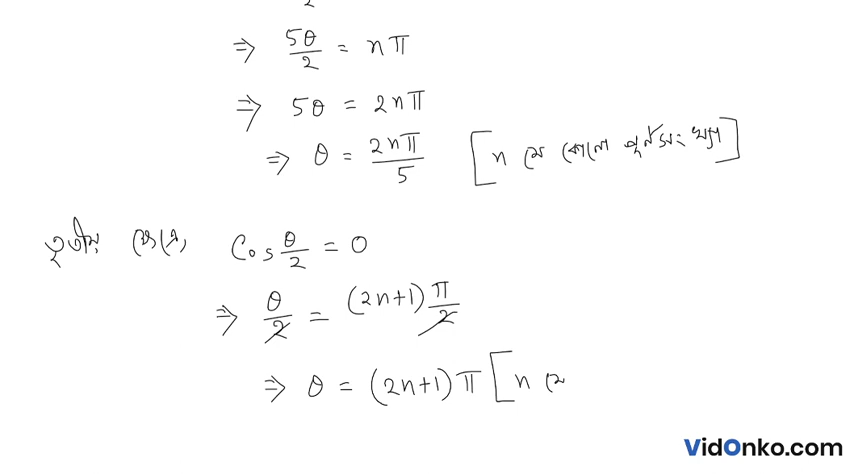 2
⇒ 5θ/2 = nπ
⇒ 5θ = 2nπ
⇒ θ = 2nπ/5 [n যে কোনো পূর্ণসংখ্যা]
তৃতীয় ক্ষেত্রে, Cos θ/2 = 0
⇒ θ/2 = (2n+1) π/2
⇒ θ = (2n+1) π [n যে
VidOnko.com